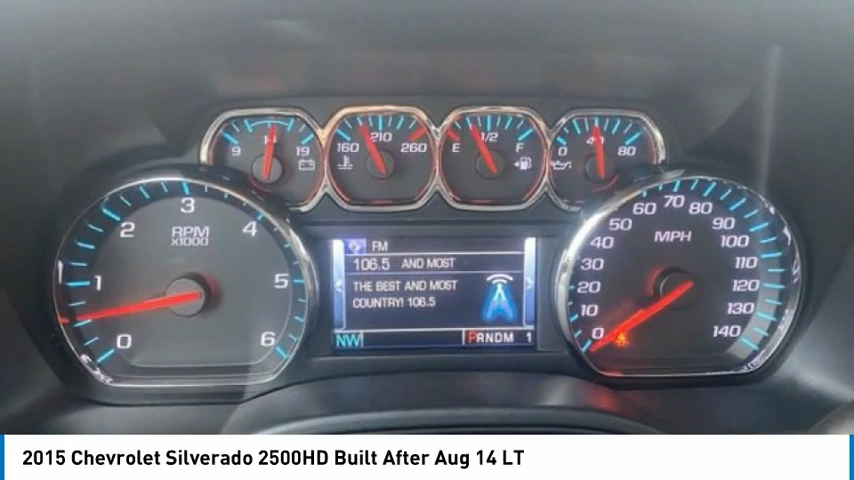 9 14 19
160 210 260
E 1/2 F
0 40 80
RPM
X1000
0 1 2 3 4 5 6
FM
106.5 AND MOST
THE BEST AND MOST
COUNTRY! 106.5
NW PRNDM 1
MPH
0 10 20 30 40 50 60 70 80 90 100 110 120 130 140
2015 Chevrolet Silverado 2500HD Built After Aug 14 LT